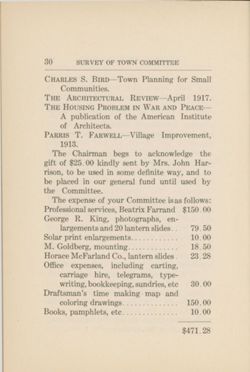 30 SURVEY OF TOWN COMMITTEE
CHARLES S. BIRD—Town Planning for Small
Communities.
THE ARCHITECTURAL REVIEW—April 1917.
THE HOUSING PROBLEM IN WAR AND PEACE—
A publication of the American Institute
of Architects.
PARRIS T. FARWELL—Village Improvement,
1913.
The Chairman begs to acknowledge the
gift of $25.00 kindly sent by Mrs. John Har-
rison, to be used in some definite way, and to
be placed in our general fund until used by
the Committee.
The expense of your Committee is as follows:
Professional services, Beatrix Farrand $150.00
George R. King, photographs, en-
largements and 20 lantern slides.. 79.50
Solar print enlargements............ 10.00
M. Goldberg, mounting............ 18.50
Horace McFarland Co., lantern slides. 23.28
Office expenses, including carting,
carriage hire, telegrams, type-
writing, bookkeeping, sundries, etc 30.00
Draftsman's time making map and
coloring drawings............... 150.00
Books, pamphlets, etc.............. 10.00
$471.28